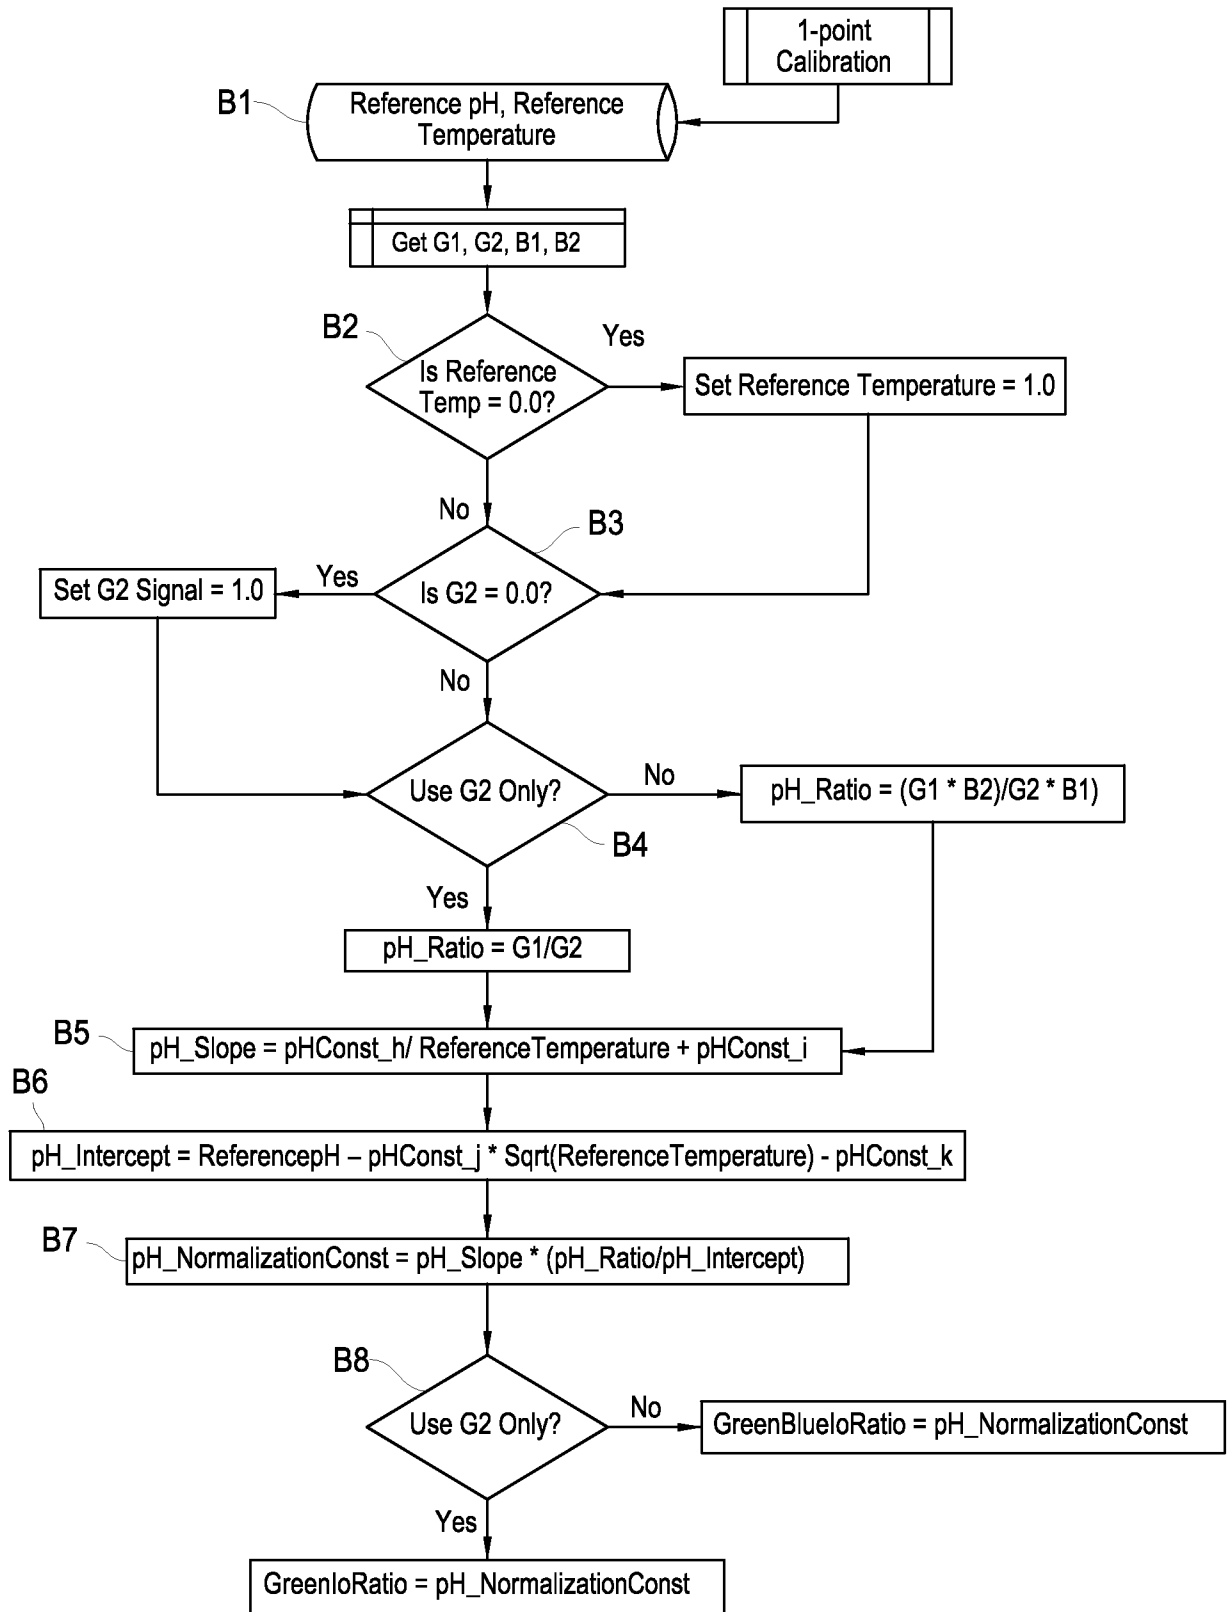 1-point
Calibration
B1
Reference pH, Reference
Temperature
Get G1, G2, B1, B2
B2
Yes
Is Reference
Temp = 0.0?
Set Reference Temperature = 1.0
No
B3
Yes
Set G2 Signal = 1.0
Is G2 = 0.0?
No
Use G2 Only?
No
pH_Ratio = (G1 * B2)/G2 * B1)
B4
Yes
pH_Ratio = G1/G2
B5
pH_Slope = pHConst_h/ ReferenceTemperature + pHConst_i
B6
pH_Intercept = ReferencepH – pHConst_j * Sqrt(ReferenceTemperature) - pHConst_k
B7
pH_NormalizationConst = pH_Slope * (pH_Ratio/pH_Intercept)
B8
Use G2 Only?
No
GreenBlueIoRatio = pH_NormalizationConst
Yes
GreenIoRatio = pH_NormalizationConst